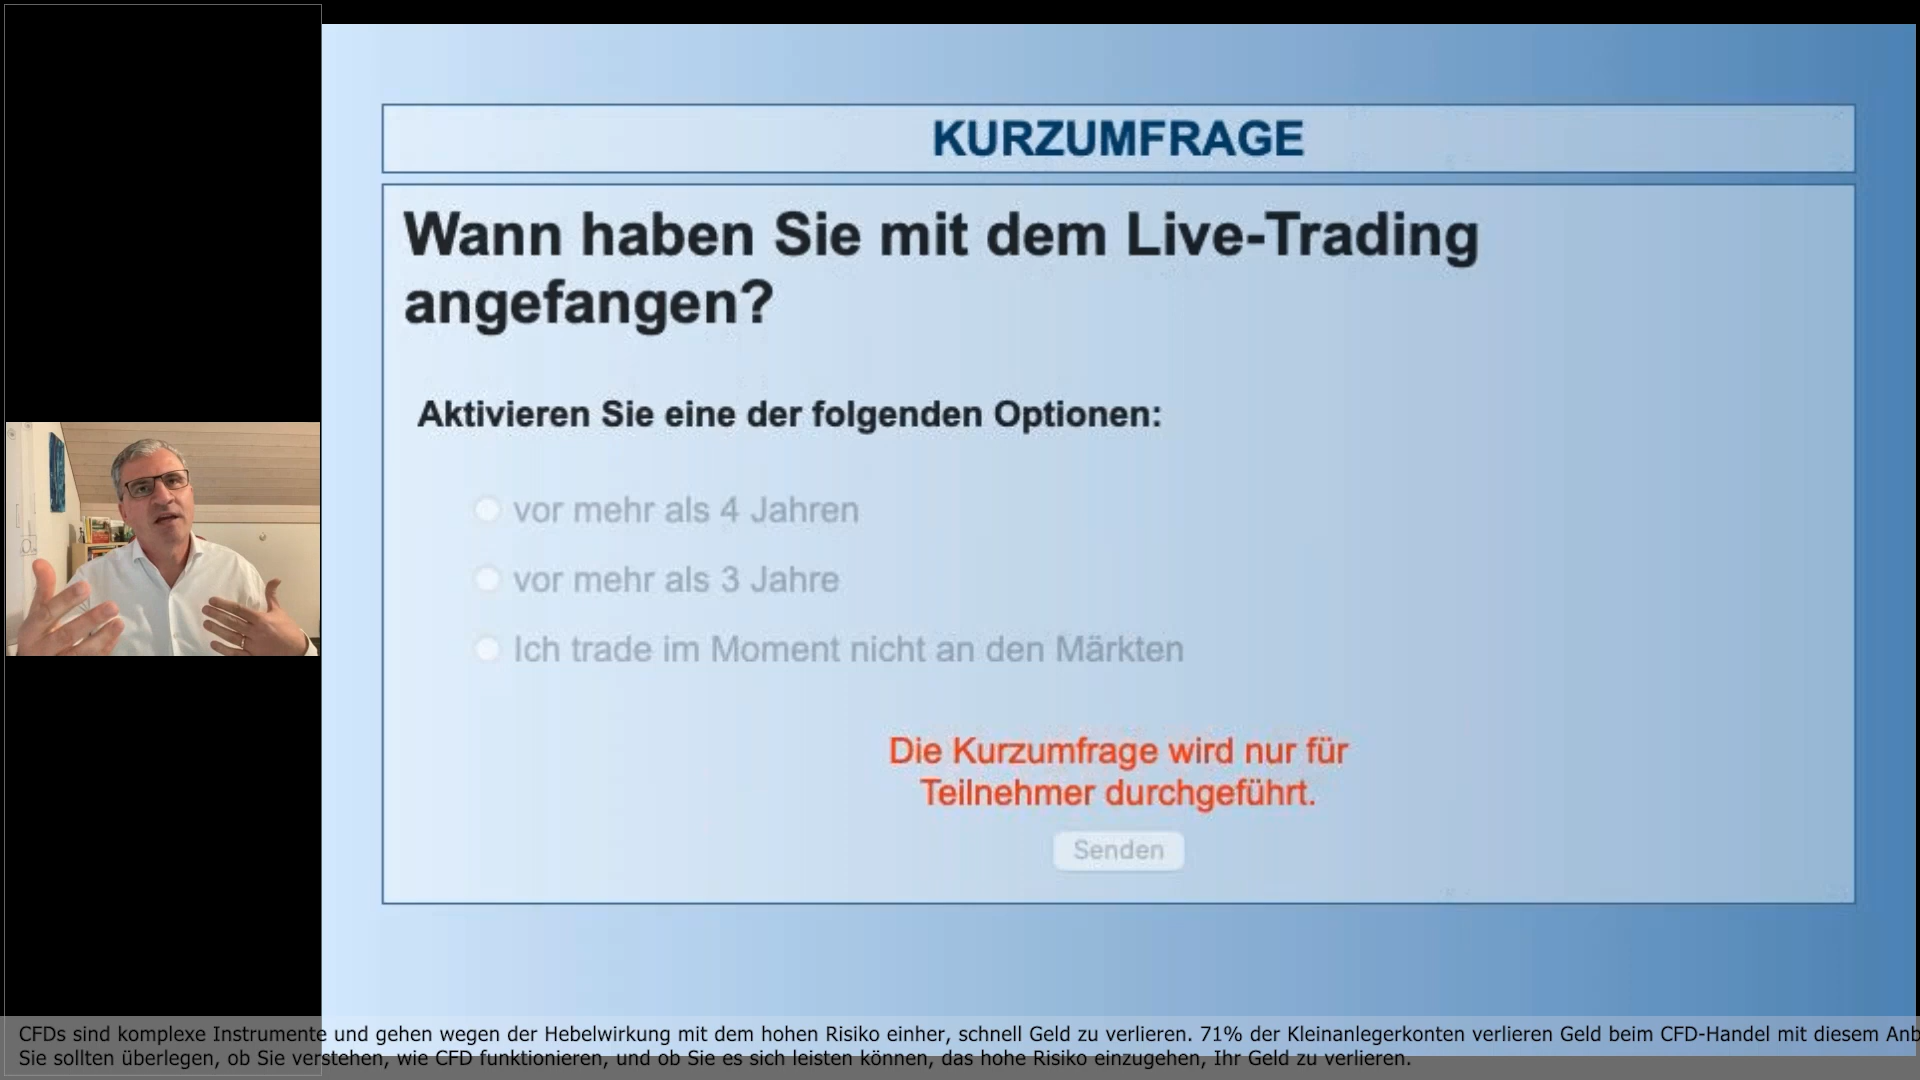 KURZUMFRAGE
Wann haben Sie mit dem Live-Trading
angefangen?
Aktivieren Sie eine der folgenden Optionen:
vor mehr als 4 Jahren
vor mehr als 3 Jahre
Ich trade im Moment nicht an den Märkten
Die Kurzumfrage wird nur für
Teilnehmer durchgeführt.
Senden
CFDs sind komplexe Instrumente und gehen wegen der Hebelwirkung mit dem hohen Risiko einher, schnell Geld zu verlieren. 71% der Kleinanlegerkonten verlieren Geld beim CFD-Handel mit diesem Anb
Sie sollten überlegen, ob Sie verstehen, wie CFD funktionieren, und ob Sie es sich leisten können, das hohe Risiko einzugehen, Ihr Geld zu verlieren.